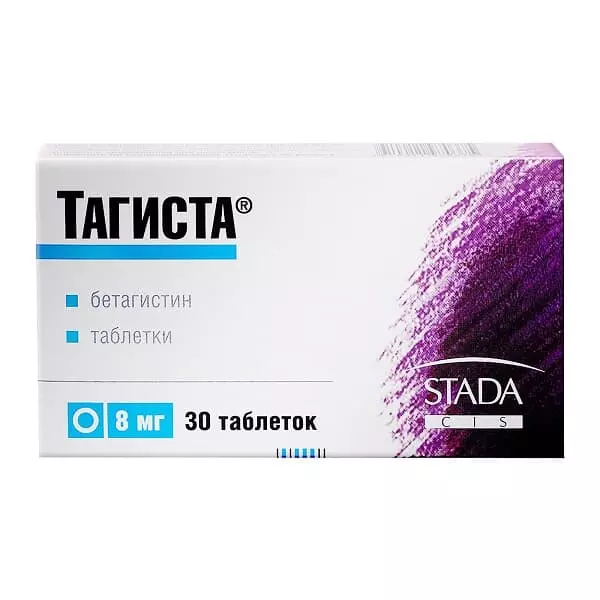 ТАГИСТА®
бетагистин
таблетки
8 мг 30 таблеток
STADA
CIS